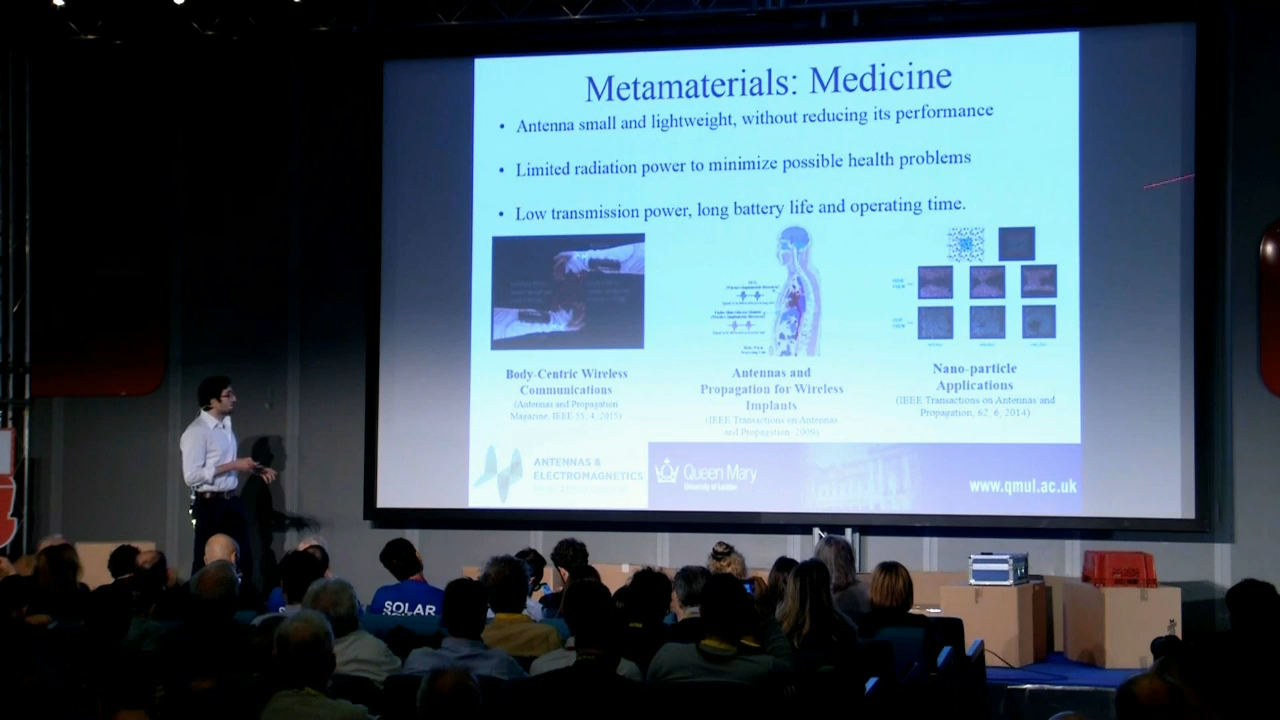 Metamaterials: Medicine
• Antenna small and lightweight, without reducing its performance
• Limited radiation power to minimize possible health problems
• Low transmission power, long battery life and operating time.
Body-Centric Wireless
Communications
(Antennas and Propagation
Magazine, IEEE 55, 4, 2015)
Antennas and
Propagation for Wireless
Implants
(IEEE Transactions on Antennas
and Propagation, 2009)
Nano-particle
Applications
(IEEE Transactions on Antennas and
Propagation, 62, 6, 2014)
ANTENNAS &
ELECTROMAGNETICS
Queen Mary
University of London
www.qmul.ac.uk
SOLAR